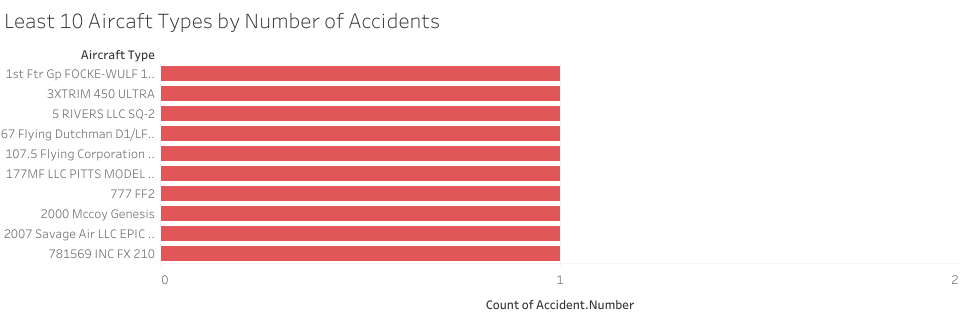 Least 10 Aircaft Types by Number of Accidents
Aircraft Type
1st Ftr Gp FOCKE-WULF 1..
3XTRIM 450 ULTRA
5 RIVERS LLC SQ-2
67 Flying Dutchman D1/LF..
107.5 Flying Corporation ..
177MF LLC PITTS MODEL ..
777 FF2
2000 Mccoy Genesis
2007 Savage Air LLC EPIC ..
781569 INC FX 210
0 1 2
Count of Accident.Number